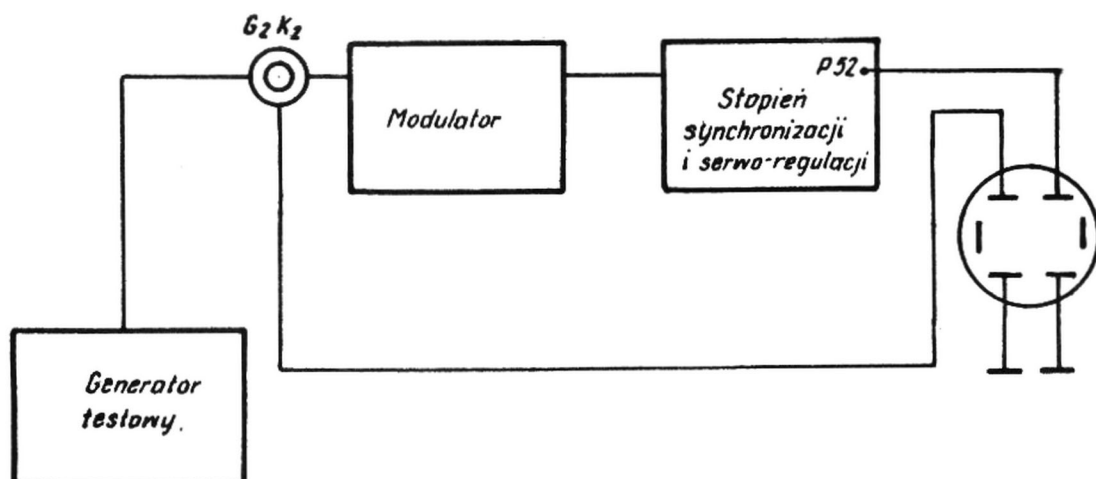 G2 K2
Modulator
P52
Stopień
synchronizacji
i serwo-regulacji
Generator
testowy.